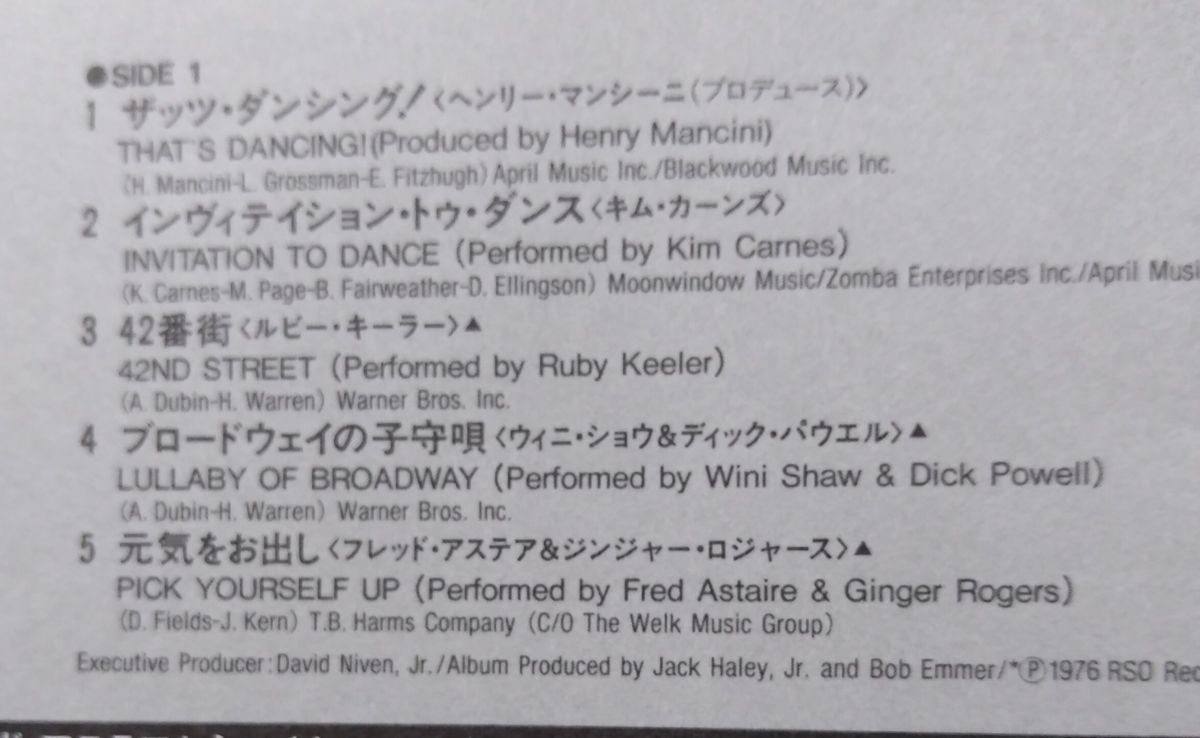 ●SIDE 1
1 ザッツ・ダンシング!〈ヘンリー・マンシーニ(プロデュース)〉
THAT'S DANCING!(Produced by Henry Mancini)
(H. Mancini-L. Grossman-E. Fitzhugh) April Music Inc./Blackwood Music Inc.
2 インヴィテイション・トゥ・ダンス〈キム・カーンズ〉
INVITATION TO DANCE (Performed by Kim Carnes)
(K. Carnes-M. Page-B. Fairweather-D. Ellingson) Moonwindow Music/Zomba Enterprises Inc./April Musi
3 42番街〈ルビー・キーラー〉▲
42ND STREET (Performed by Ruby Keeler)
(A. Dubin-H. Warren) Warner Bros. Inc.
4 ブロードウェイの子守唄〈ウィニ・ショウ&ディック・パウエル〉▲
LULLABY OF BROADWAY (Performed by Wini Shaw & Dick Powell)
(A. Dubin-H. Warren) Warner Bros. Inc.
5 元気をお出し〈フレッド・アステア&ジンジャー・ロジャース〉▲
PICK YOURSELF UP (Performed by Fred Astaire & Ginger Rogers)
(D. Fields-J. Kern) T.B. Harms Company (C/O The Welk Music Group)
Executive Producer:David Niven, Jr./Album Produced by Jack Haley, Jr. and Bob Emmer/*Ⓟ1976 RSO Rec